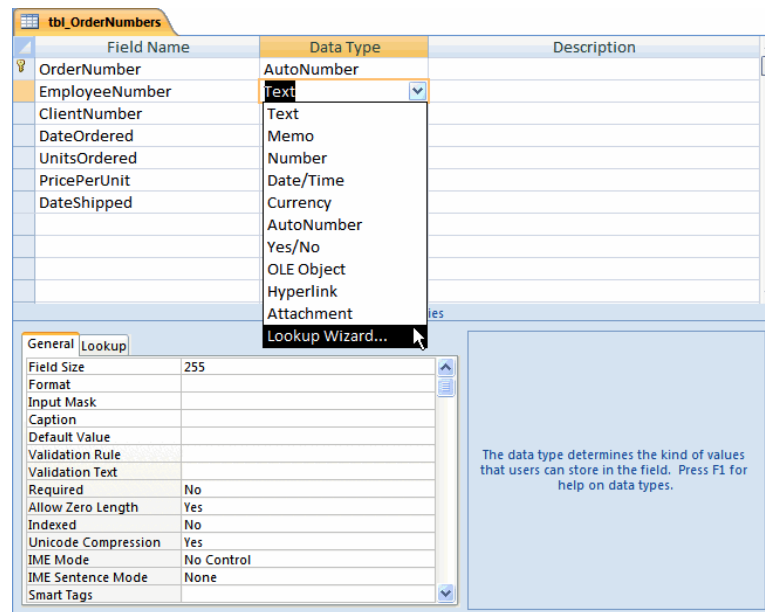 tbl_OrderNumbers
Field Name Data Type Description
OrderNumber AutoNumber
EmployeeNumber Text
ClientNumber Text
DateOrdered Memo
UnitsOrdered Number
PricePerUnit Date/Time
DateShipped Currency
AutoNumber
Yes/No
OLE Object
Hyperlink
Attachment ies
Lookup Wizard...
General Lookup
Field Size 255
Format
Input Mask
Caption
Default Value
Validation Rule
Validation Text
Required No
Allow Zero Length Yes
Indexed No
Unicode Compression Yes
IME Mode No Control
IME Sentence Mode None
Smart Tags
The data type determines the kind of values
that users can store in the field. Press F1 for
help on data types.